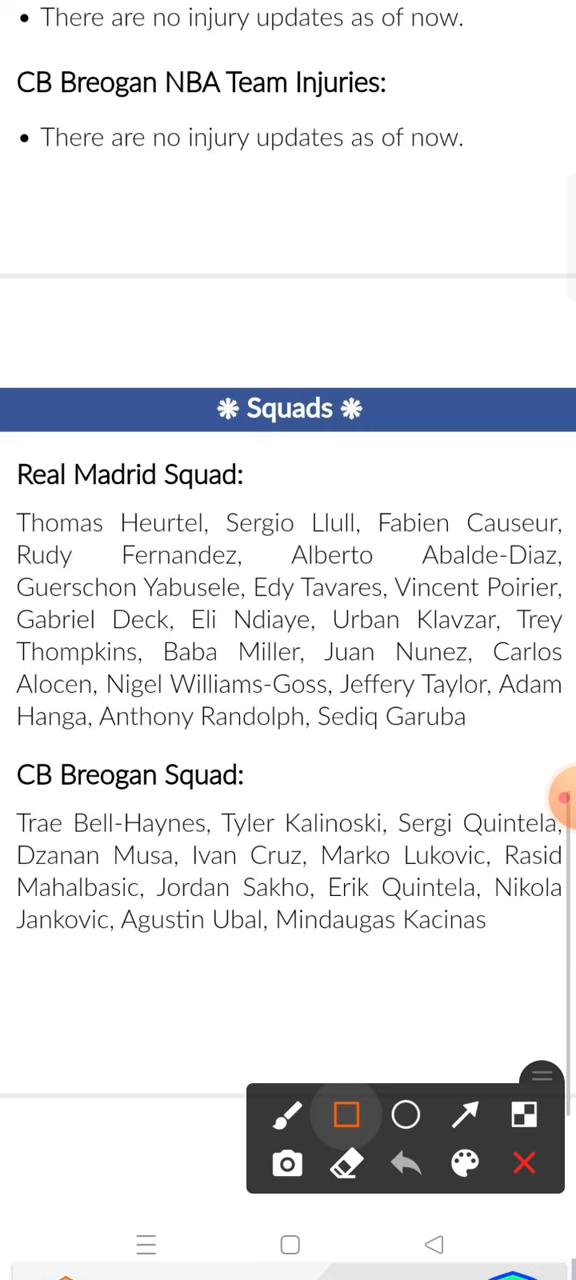 • There are no injury updates as of now.
CB Breogan NBA Team Injuries:
• There are no injury updates as of now.
❋ Squads ❋
Real Madrid Squad:
Thomas Heurtel, Sergio Llull, Fabien Causeur,
Rudy Fernandez, Alberto Abalde-Diaz,
Guerschon Yabusele, Edy Tavares, Vincent Poirier,
Gabriel Deck, Eli Ndiaye, Urban Klavzar, Trey
Thompkins, Baba Miller, Juan Nunez, Carlos
Alocen, Nigel Williams-Goss, Jeffery Taylor, Adam
Hanga, Anthony Randolph, Sediq Garuba
CB Breogan Squad:
Trae Bell-Haynes, Tyler Kalinoski, Sergi Quintela,
Dzanan Musa, Ivan Cruz, Marko Lukovic, Rasid
Mahalbasic, Jordan Sakho, Erik Quintela, Nikola
Jankovic, Agustin Ubal, Mindaugas Kacinas